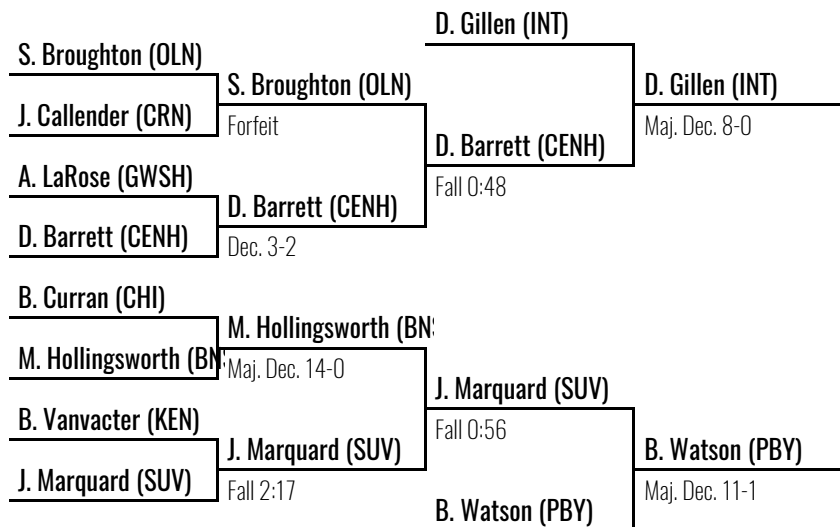 S. Broughton (OLN)
J. Callender (CRN)
A. LaRose (GWSH)
D. Barrett (CENH)
B. Curran (CHI)
M. Hollingsworth (BN
B. Vanvacter (KEN)
J. Marquard (SUV)
S. Broughton (OLN)
Forfeit
D. Barrett (CENH)
Dec. 3-2
M. Hollingsworth (BN
Maj. Dec. 14-0
J. Marquard (SUV)
Fall 2:17
D. Gillen (INT)
D. Barrett (CENH)
Fall 0:48
J. Marquard (SUV)
Fall 0:56
B. Watson (PBY)
D. Gillen (INT)
Maj. Dec. 8-0
B. Watson (PBY)
Maj. Dec. 11-1